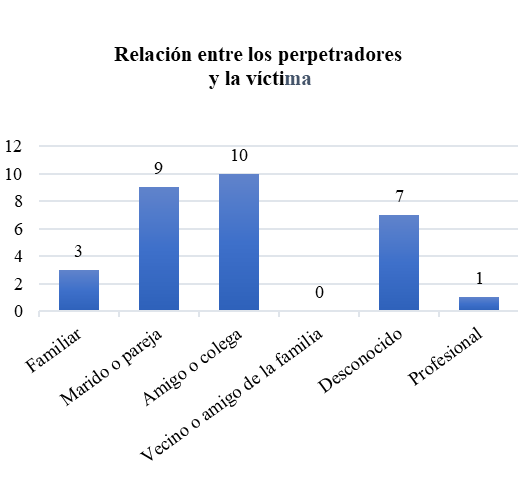 Relación entre los perpetradores
y la víctima
12
10
8
6
4
2
0
3
9
10
0
7
1
Familiar
Marido o pareja
Amigo o colega
Vecino o amigo de la familia
Desconocido
Profesional